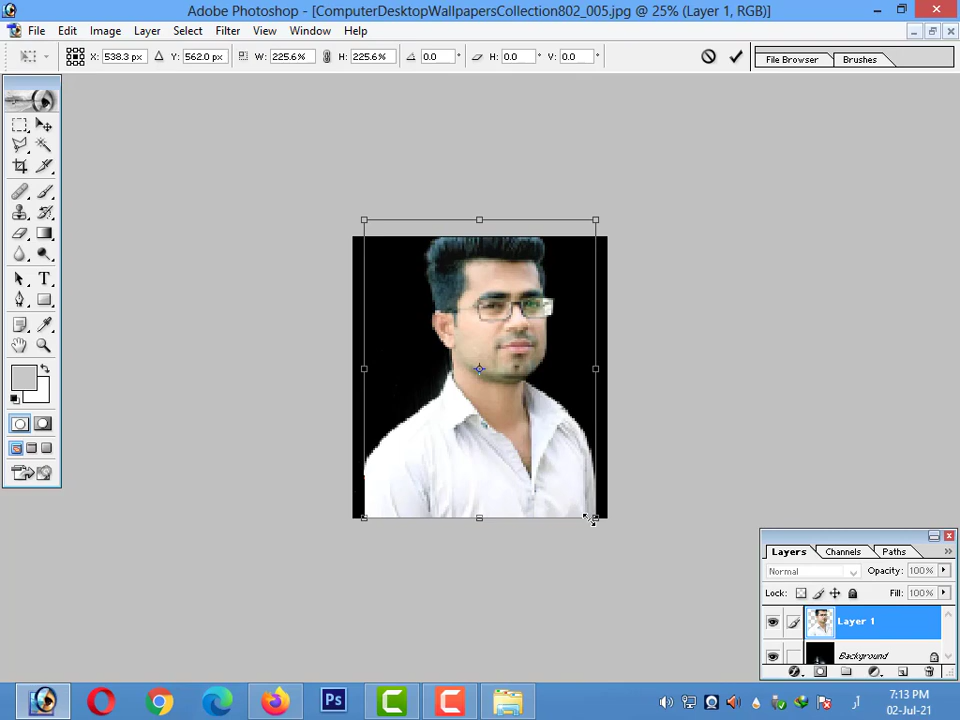 Adobe Photoshop - [ComputerDesktopWallpapersCollection802_005.jpg @ 25% (Layer 1, RGB)]
File Edit Image Layer Select Filter View Window Help
X: 538.3 px Y: 562.0 px W: 225.6% H: 225.6% 0.0 ° H: 0.0 ° V: 0.0 °
File Browser Brushes
T
Layers Channels Paths »
Normal Opacity: 100%
Lock: Fill: 100%
Layer 1
Background
Ps
7:13 PM
02-Jul-21